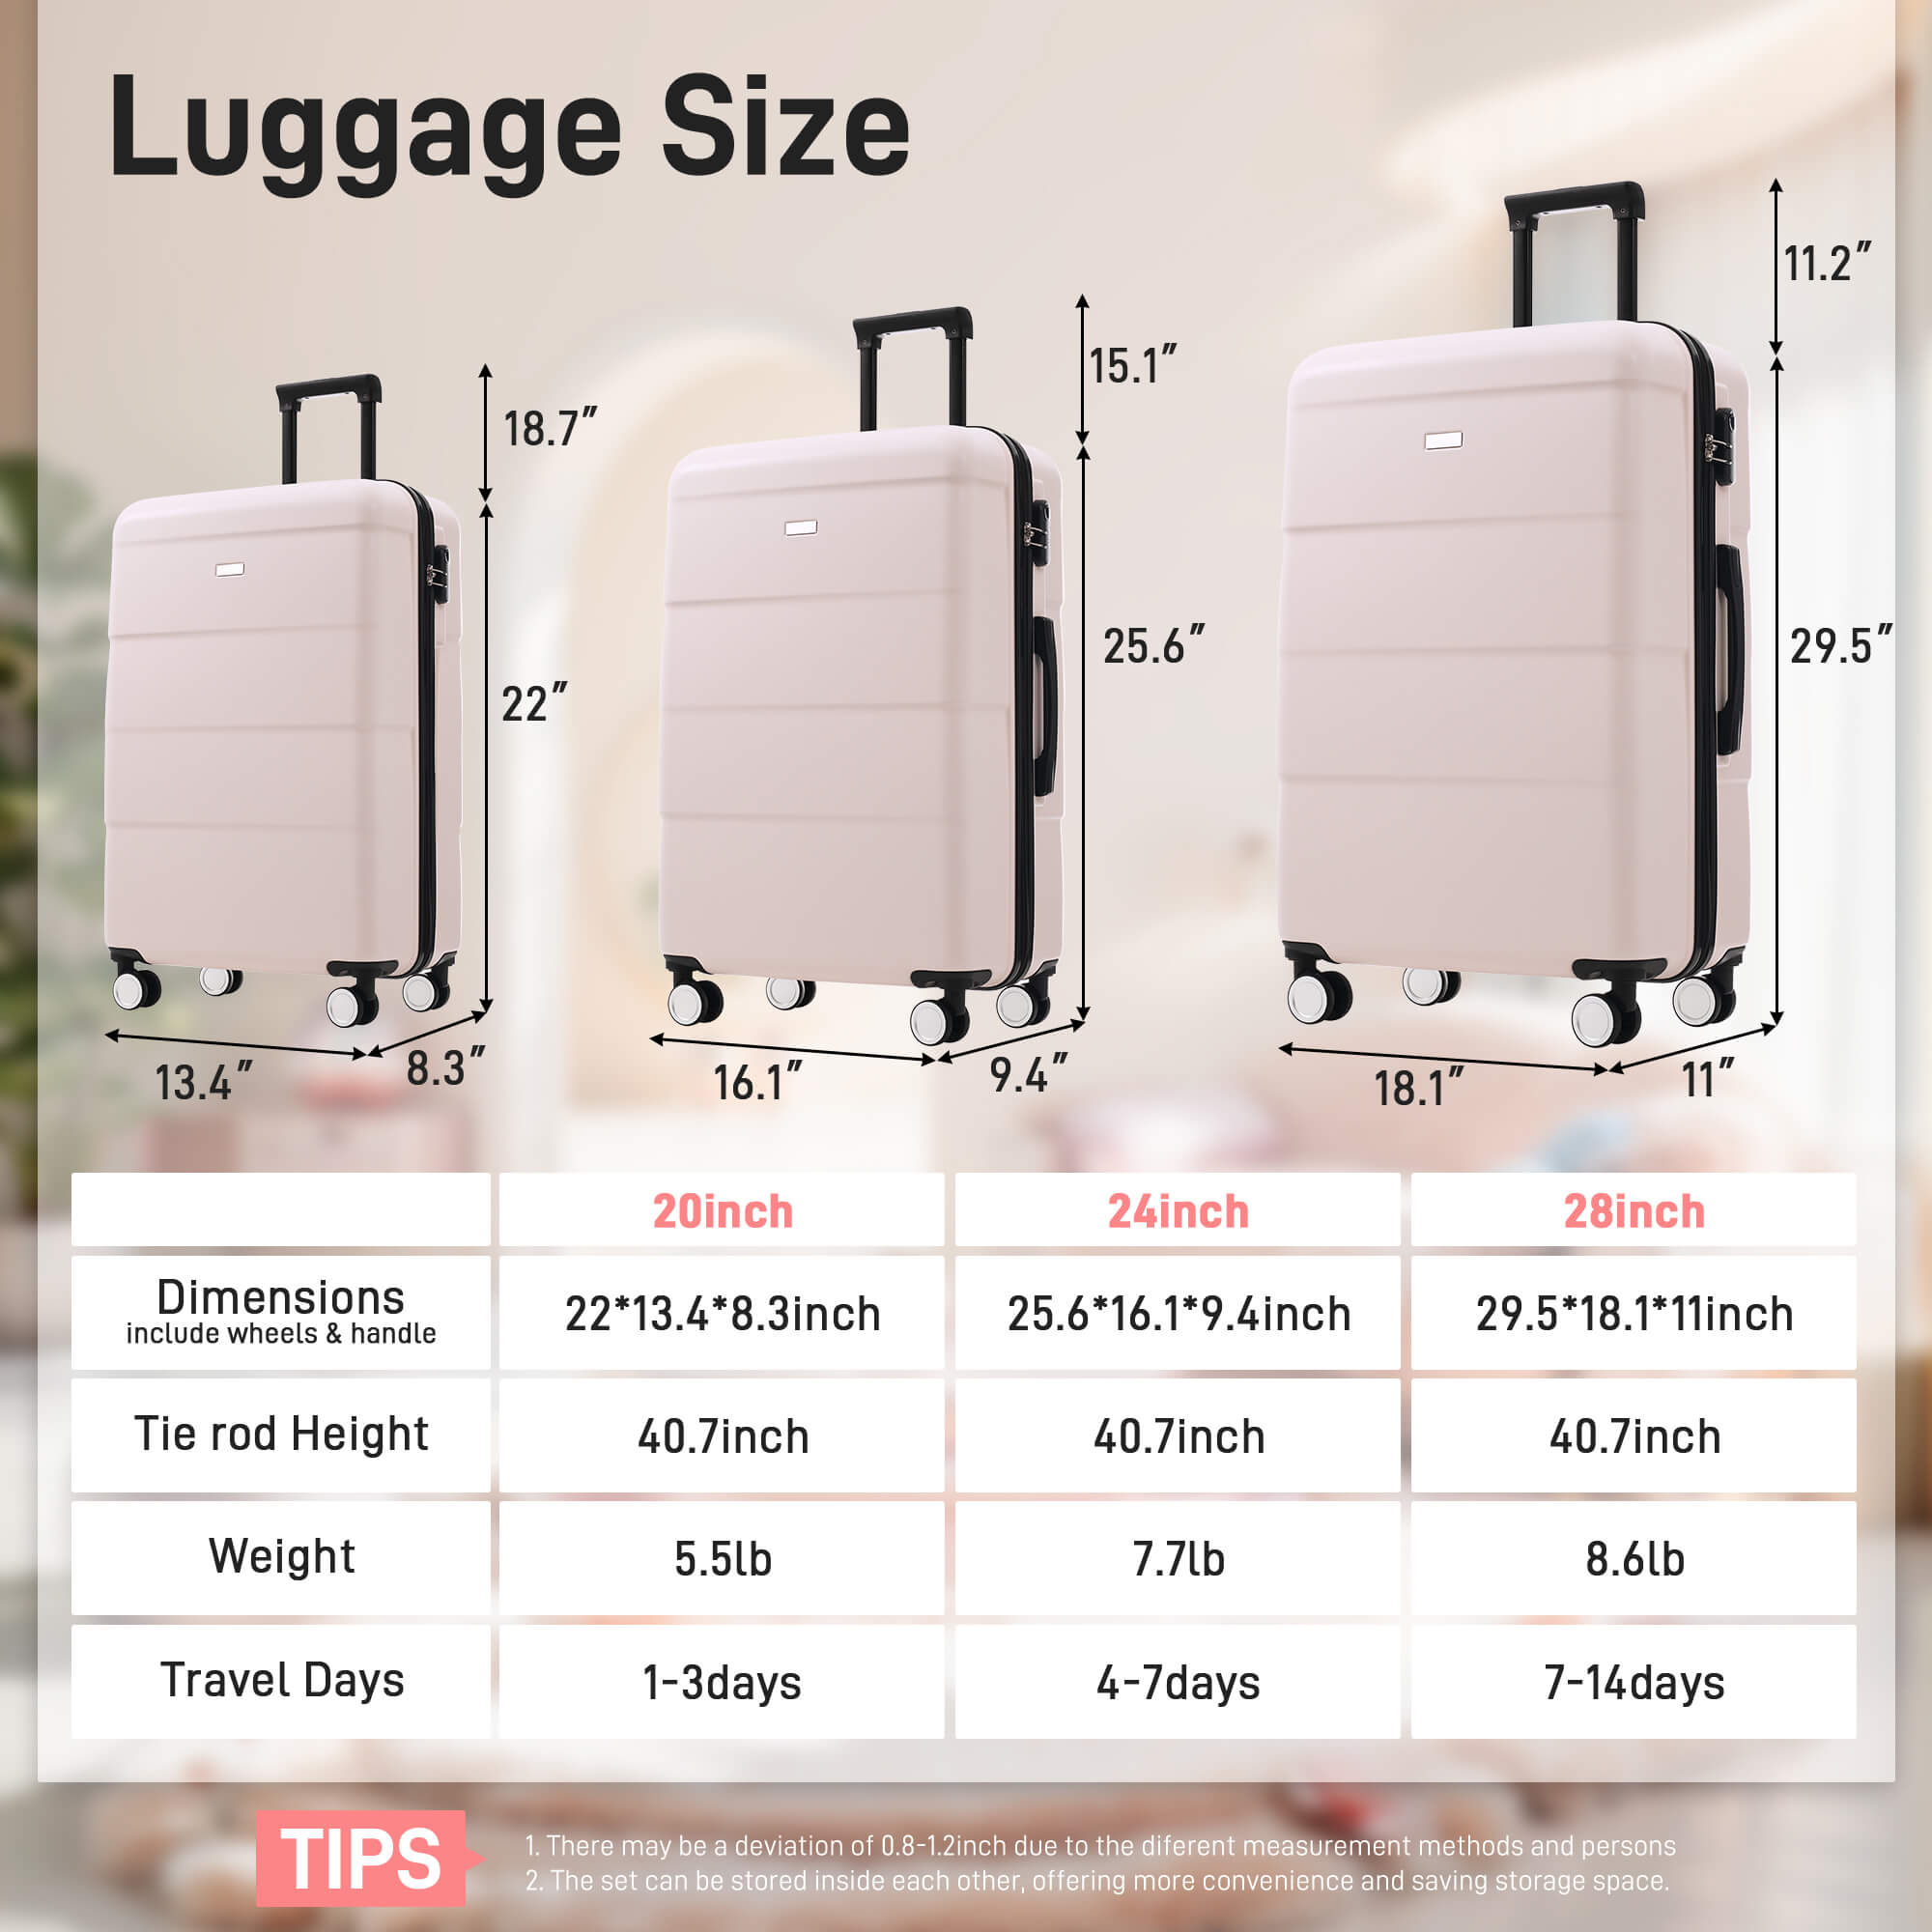 Luggage Size
11.2"
15.1"
18.7"
25.6"
29.5"
22"
13.4"
8.3"
16.1"
9.4"
18.1"
11"
20inch
24inch
28inch
Dimensions
include wheels & handle
22*13.4*8.3inch
25.6*16.1*9.4inch
29.5*18.1*11inch
Tie rod Height
40.7inch
40.7inch
40.7inch
Weight
5.5lb
7.7lb
8.6lb
Travel Days
1-3days
4-7days
7-14days
TIPS
1. There may be a deviation of 0.8-1.2inch due to the diferent measurement methods and persons
2. The set can be stored inside each other, offering more convenience and saving storage space.